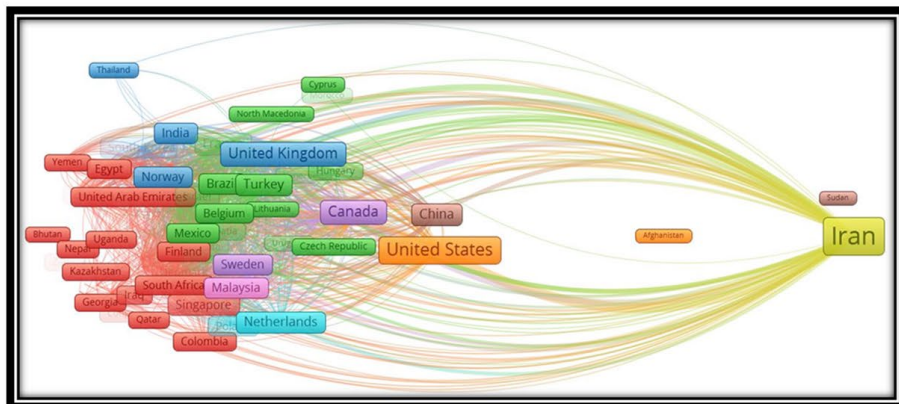 Thailand
Cyprus
North Macedonia
India
United Kingdom
Hungary
Yemen
Egypt
Norway
Brazil
Turkey
United Arab Emirates
Sudan
Belgium
Lithuania
Canada
China
Bhutan
Mexico
Afghanistan
Iran
Uganda
Nepal
Finland
Czech Republic
United States
Sweden
Kazakhstan
South Africa
Malaysia
Georgia
Iraq
Singapore
Qatar
Netherlands
Colombia